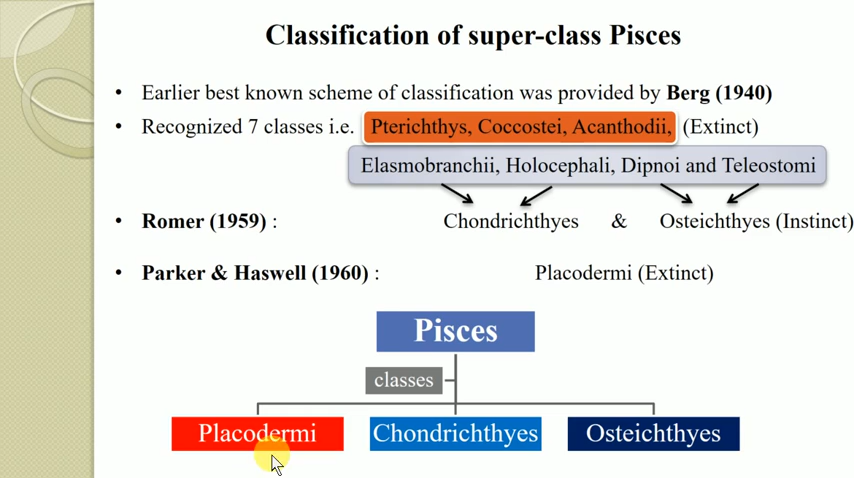 Classification of super-class Pisces
• Earlier best known scheme of classification was provided by Berg (1940)
• Recognized 7 classes i.e. Pterichthys, Coccostei, Acanthodii, (Extinct)
Elasmobranchii, Holocephali, Dipnoi and Teleostomi
• Romer (1959) : Chondrichthyes & Osteichthyes (Instinct)
• Parker & Haswell (1960) : Placodermi (Extinct)
Pisces
classes
Placodermi Chondrichthyes Osteichthyes